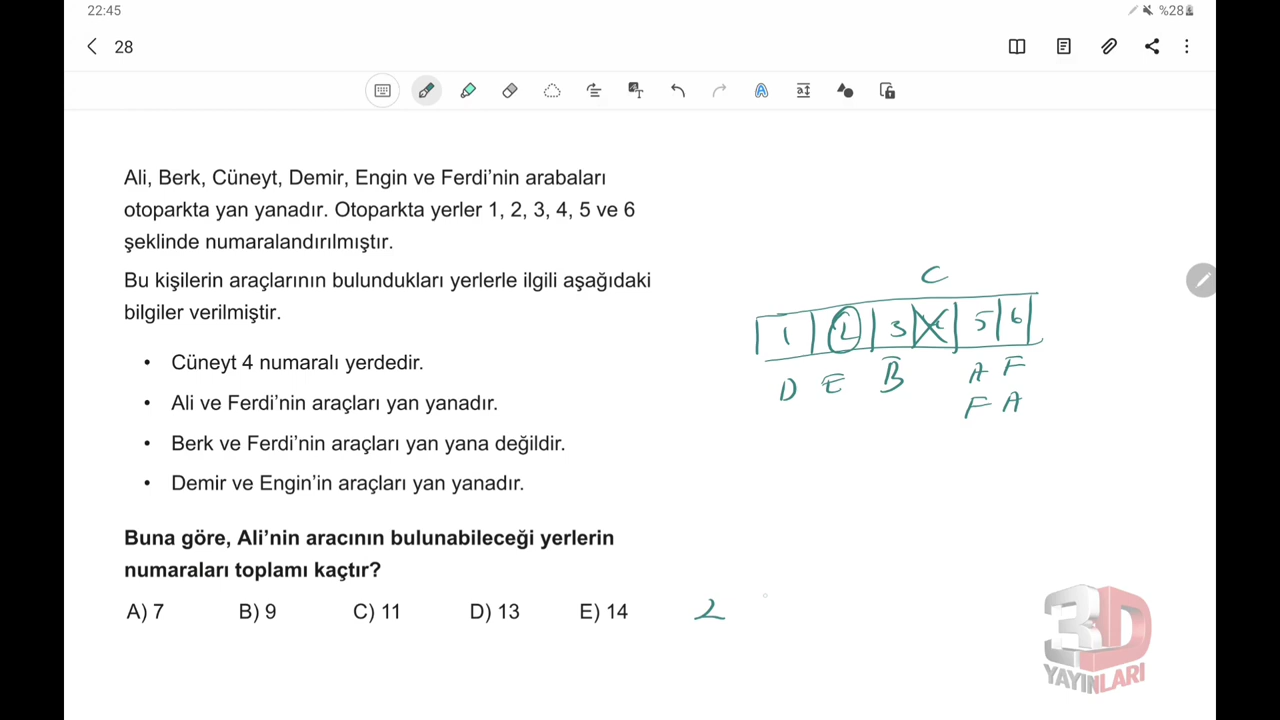 22:45
%28
28
Ali, Berk, Cüneyt, Demir, Engin ve Ferdi’nin arabaları
otoparkta yan yanadır. Otoparkta yerler 1, 2, 3, 4, 5 ve 6
şeklinde numaralandırılmıştır.
Bu kişilerin araçlarının bulundukları yerlerle ilgili aşağıdaki
bilgiler verilmiştir.
• Cüneyt 4 numaralı yerdedir.
• Ali ve Ferdi’nin araçları yan yanadır.
• Berk ve Ferdi’nin araçları yan yana değildir.
• Demir ve Engin’in araçları yan yanadır.
Buna göre, Ali’nin aracının bulunabileceği yerlerin
numaraları toplamı kaçtır?
A) 7 B) 9 C) 11 D) 13 E) 14
C
1 2 3 4 5 6
D E B A F
F A
2
3D
YAYINLARI